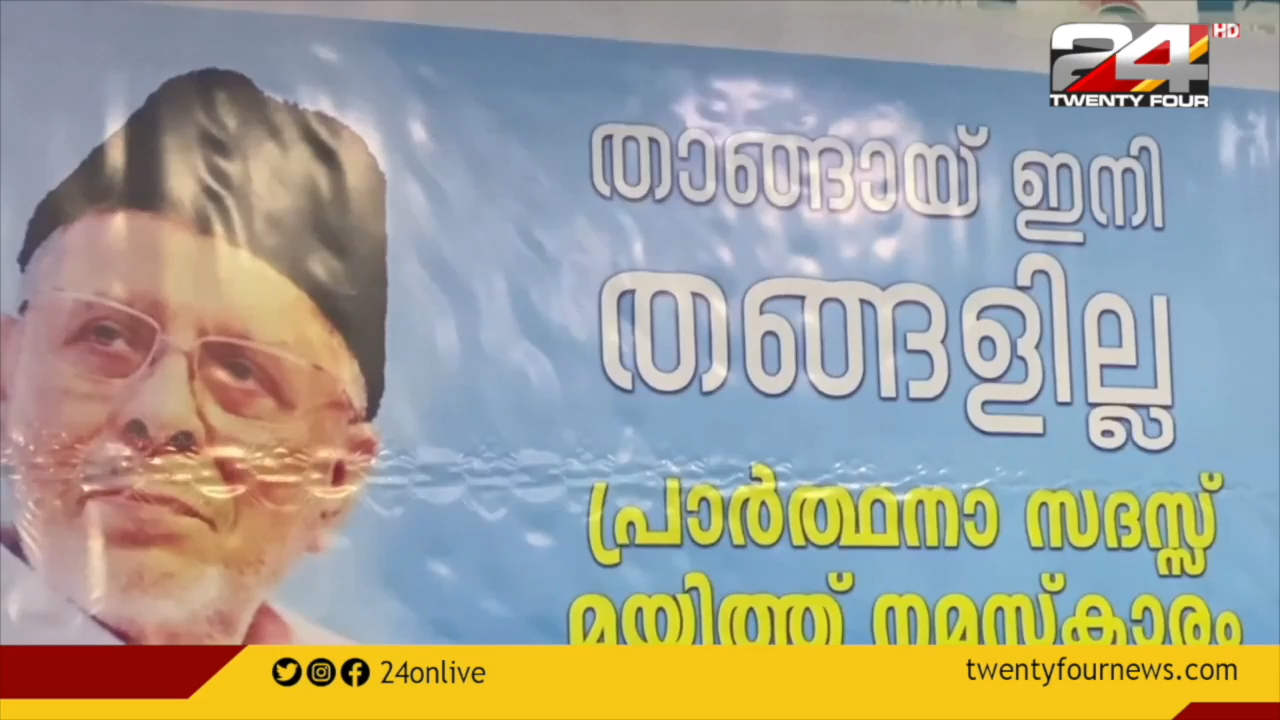 24 HD
TWENTY FOUR
താങ്ങായ് ഇനി
തങ്ങളില്ല
പ്രാർത്ഥനാ സദസ്സ്
മയിത്ത് നമസ്കാരം
24onlive
twentyfournews.com